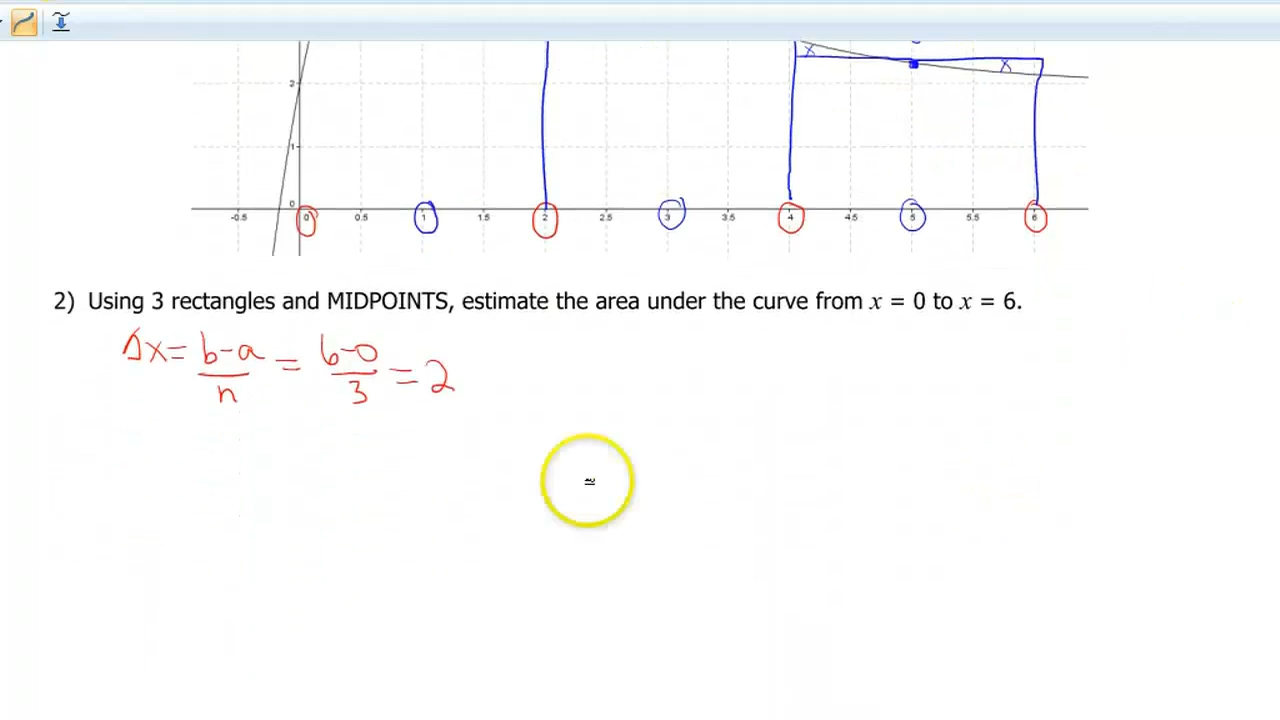 2
1
0
-0.5 0 0.5 1 1.5 2 2.5 3 3.5 4 4.5 5 5.5 6
x x
2) Using 3 rectangles and MIDPOINTS, estimate the area under the curve from x = 0 to x = 6.
Δx = b-a/n = 6-0/3 = 2